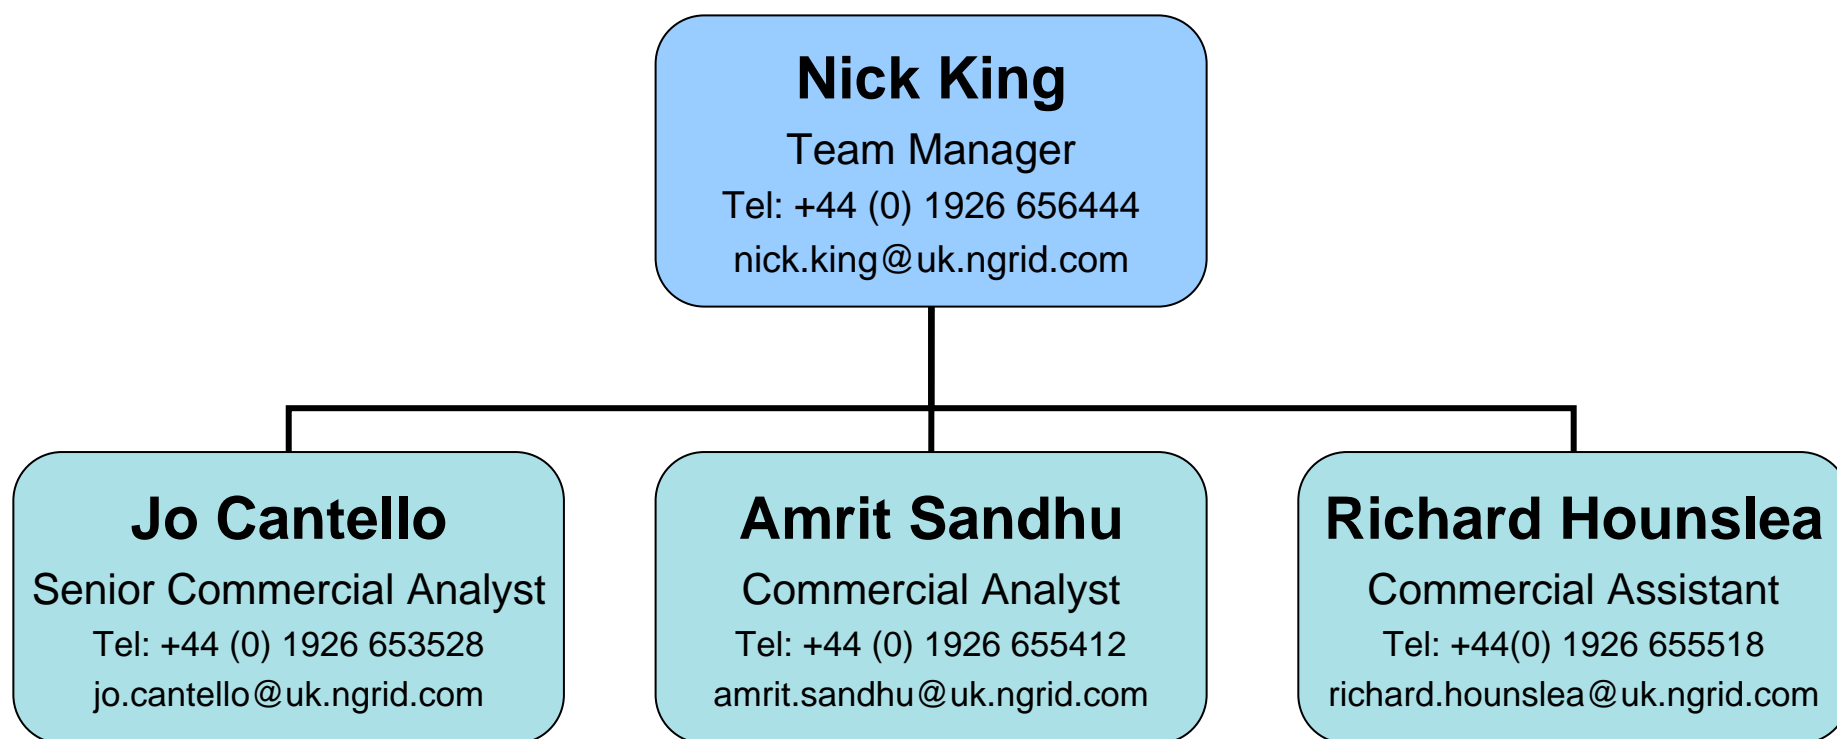 Nick King
Team Manager
Tel: +44 (0) 1926 656444
nick.king@uk.ngrid.com
Jo Cantello
Senior Commercial Analyst
Tel: +44 (0) 1926 653528
jo.cantello@uk.ngrid.com
Amrit Sandhu
Commercial Analyst
Tel: +44 (0) 1926 655412
amrit.sandhu@uk.ngrid.com
Richard Hounslea
Commercial Assistant
Tel: +44(0) 1926 655518
richard.hounslea@uk.ngrid.com